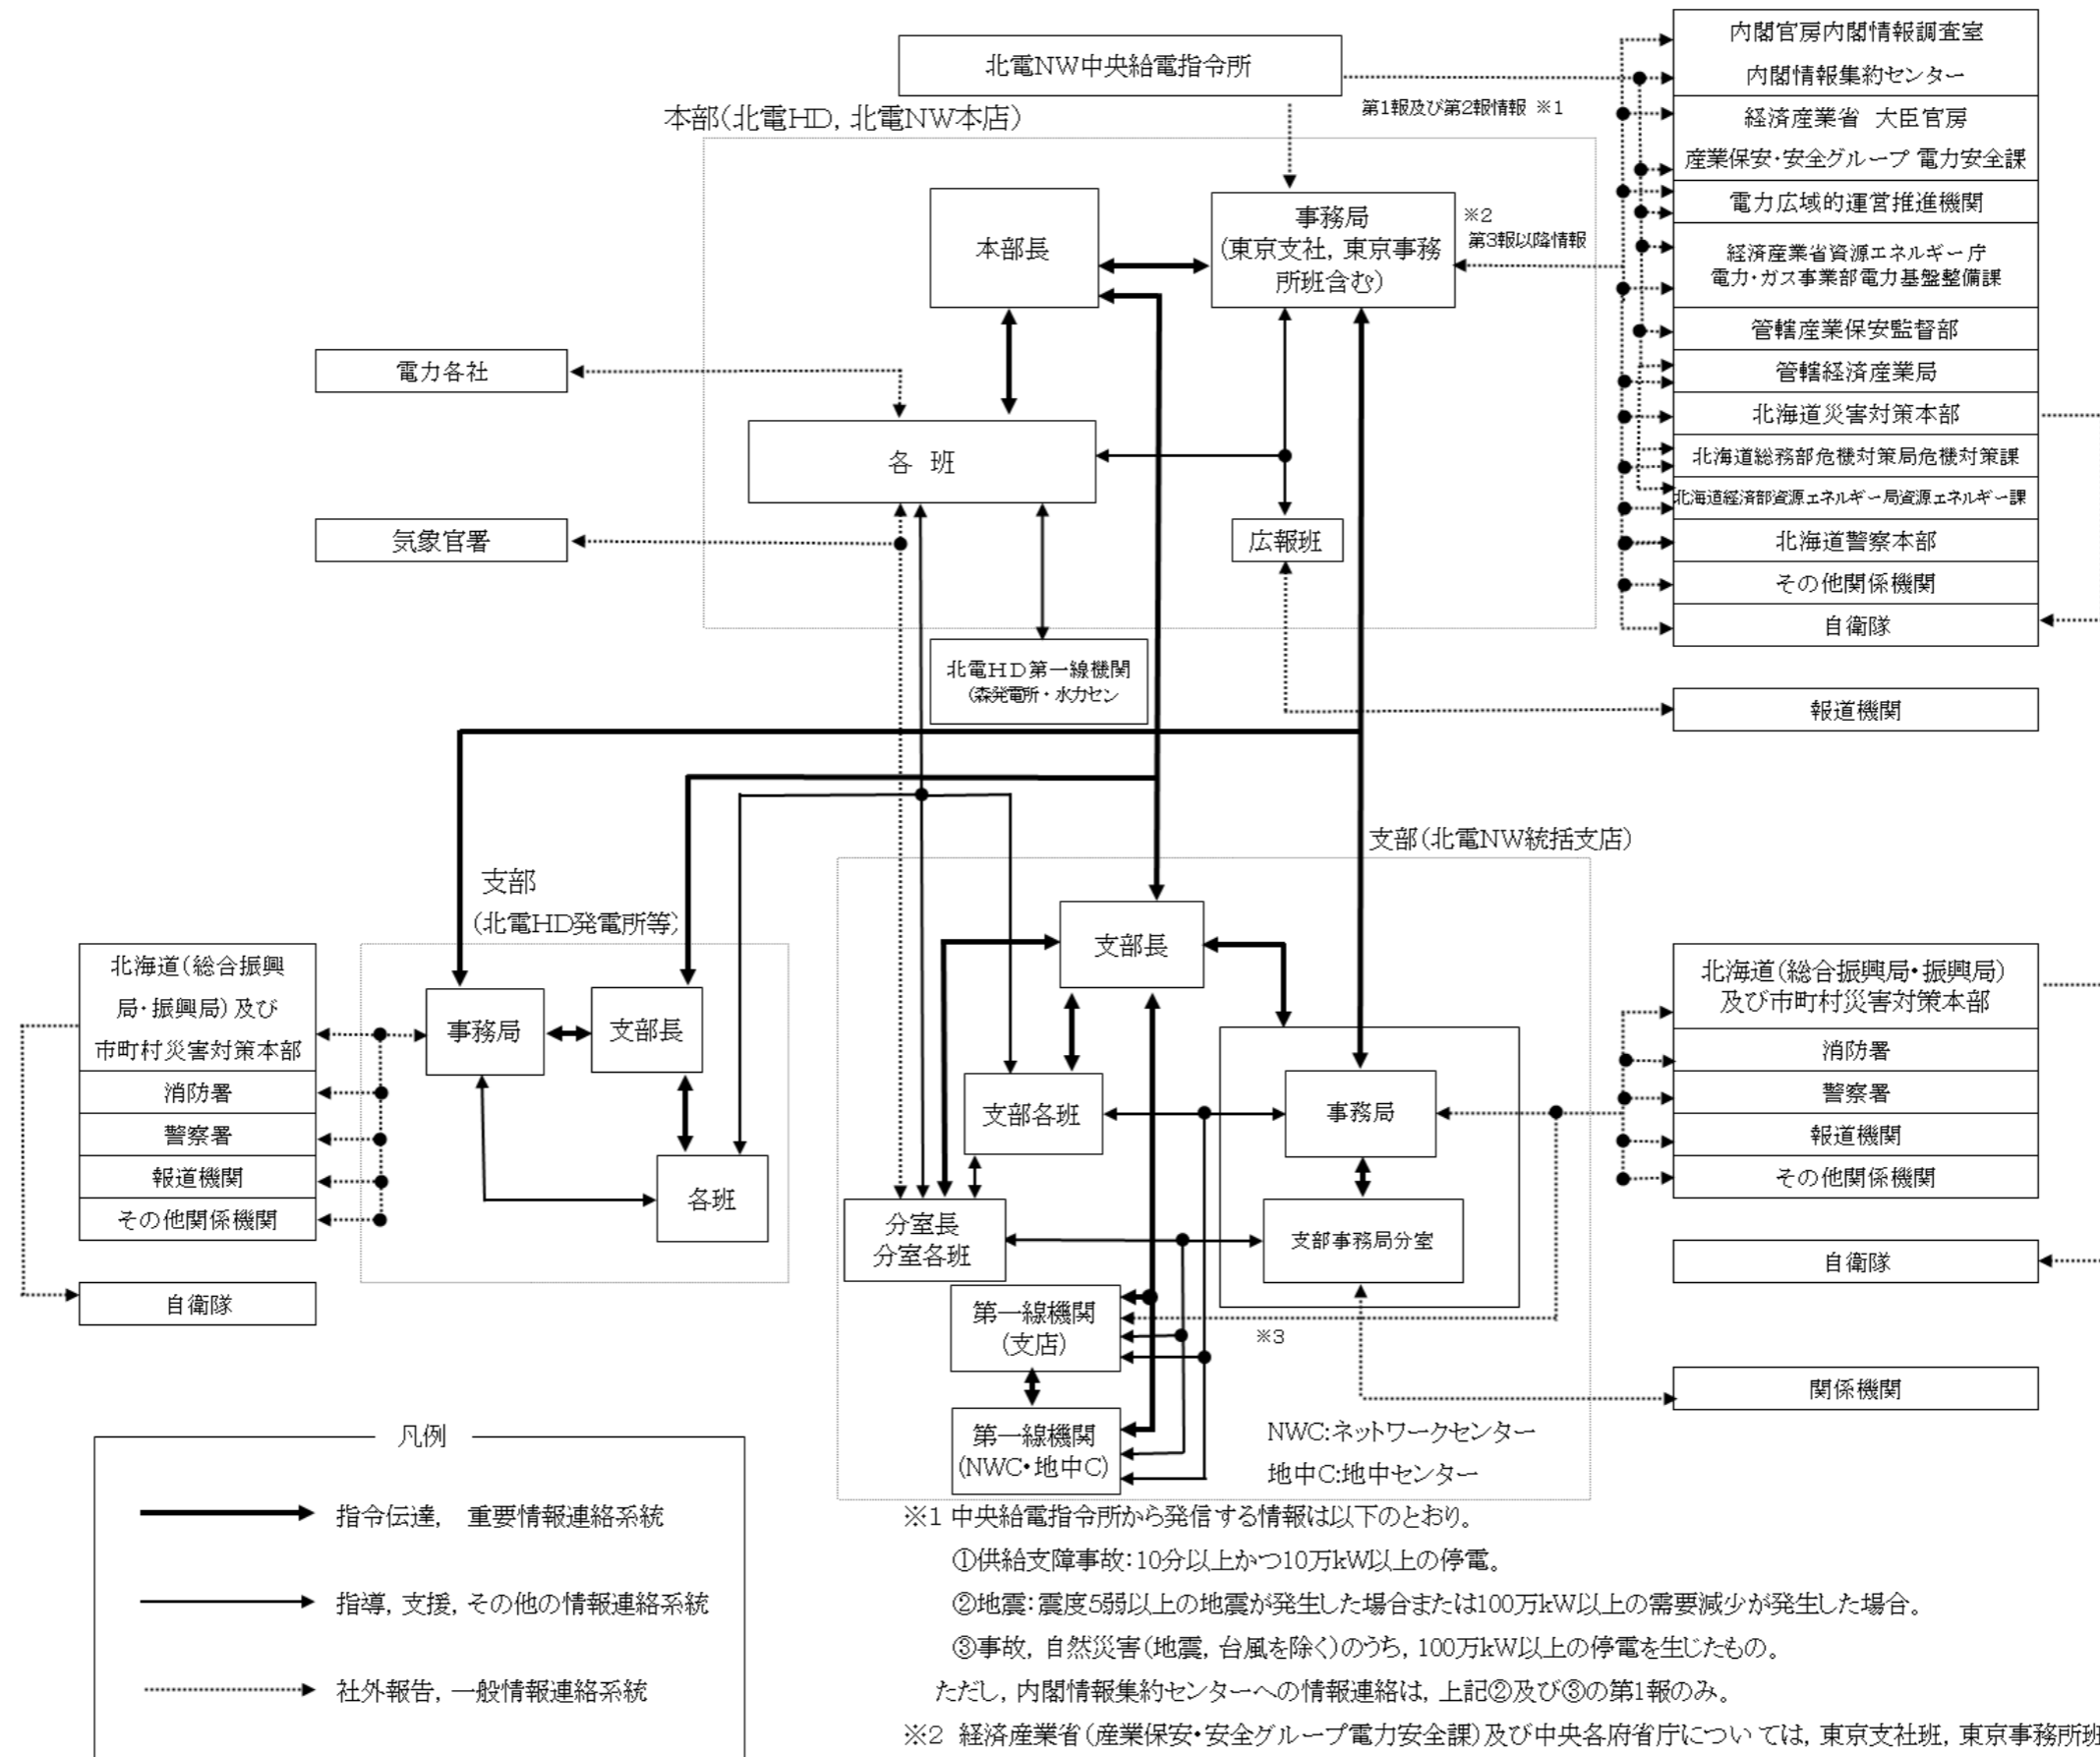 北電NW中央給電指令所
第1報及び第2報情報 ※1
本部(北電HD, 北電NW本店)
本部長
事務局
(東京支社, 東京事務
所班含む)
※2
第3報以降情報
電力各社
各 班
気象官署
広報班
北電HD第一線機関
(森発電所・水力セン
内閣官房内閣情報調査室
内閣情報集約センター
経済産業省 大臣官房
産業保安・安全グループ 電力安全課
電力広域的運営推進機関
経済産業省資源エネルギー庁
電力・ガス事業部電力基盤整備課
管轄産業保安監督部
管轄経済産業局
北海道災害対策本部
北海道総務部危機対策局危機対策課
北海道経済部資源エネルギー局資源エネルギー課
北海道警察本部
その他関係機関
自衛隊
報道機関
支部
(北電HD発電所等)
北海道(総合振興
局・振興局)及び
市町村災害対策本部
消防署
警察署
報道機関
その他関係機関
自衛隊
事務局
支部長
各班
支部(北電NW統括支店)
支部長
支部各班
事務局
分室長
分室各班
支部事務局分室
第一線機関
(支店)
※3
第一線機関
(NWC・地中C)
NWC:ネットワークセンター
地中C:地中センター
北海道(総合振興局・振興局)
及び市町村災害対策本部
消防署
警察署
報道機関
その他関係機関
自衛隊
関係機関
凡例
指令伝達, 重要情報連絡系統
指導, 支援, その他の情報連絡系統
社外報告, 一般情報連絡系統
※1 中央給電指令所から発信する情報は以下のとおり。
①供給支障事故:10分以上かつ10万kW以上の停電。
②地震:震度5弱以上の地震が発生した場合または100万kW以上の需要減少が発生した場合。
③事故, 自然災害(地震, 台風を除く)のうち, 100万kW以上の停電を生じたもの。
ただし, 内閣情報集約センターへの情報連絡は, 上記②及び③の第1報のみ。
※2 経済産業省(産業保安・安全グループ電力安全課)及び中央各府省庁については, 東京支社班, 東京事務所班